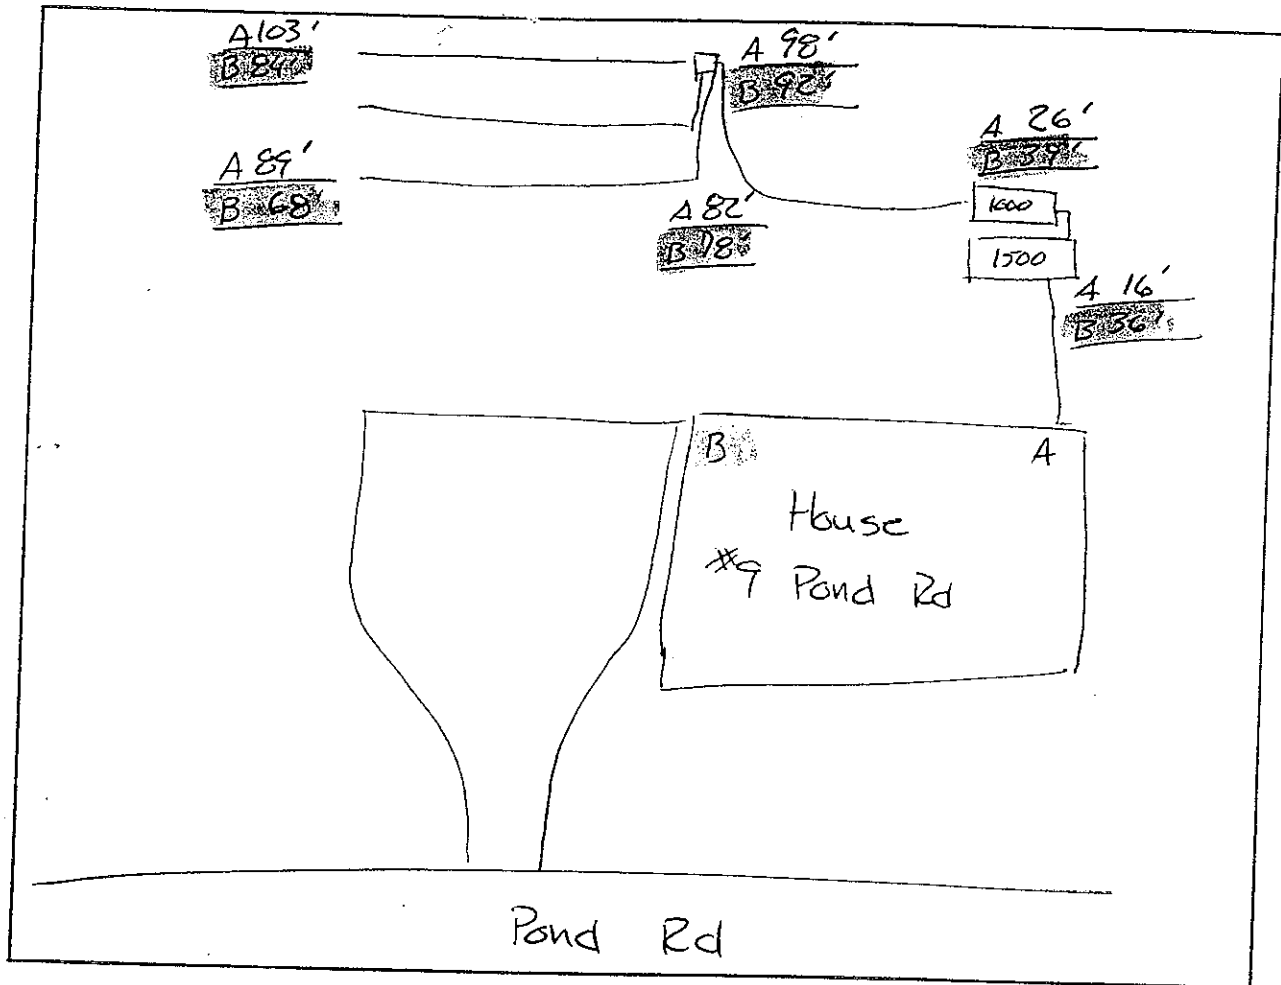 A 103'
B 84'
A 98'
B 92'
A 26'
B 39'
A 89'
B 68'
A 82'
B 78'
1000
1500
A 16'
B 36'
B
A
House
#9 Pond Rd
Pond Rd